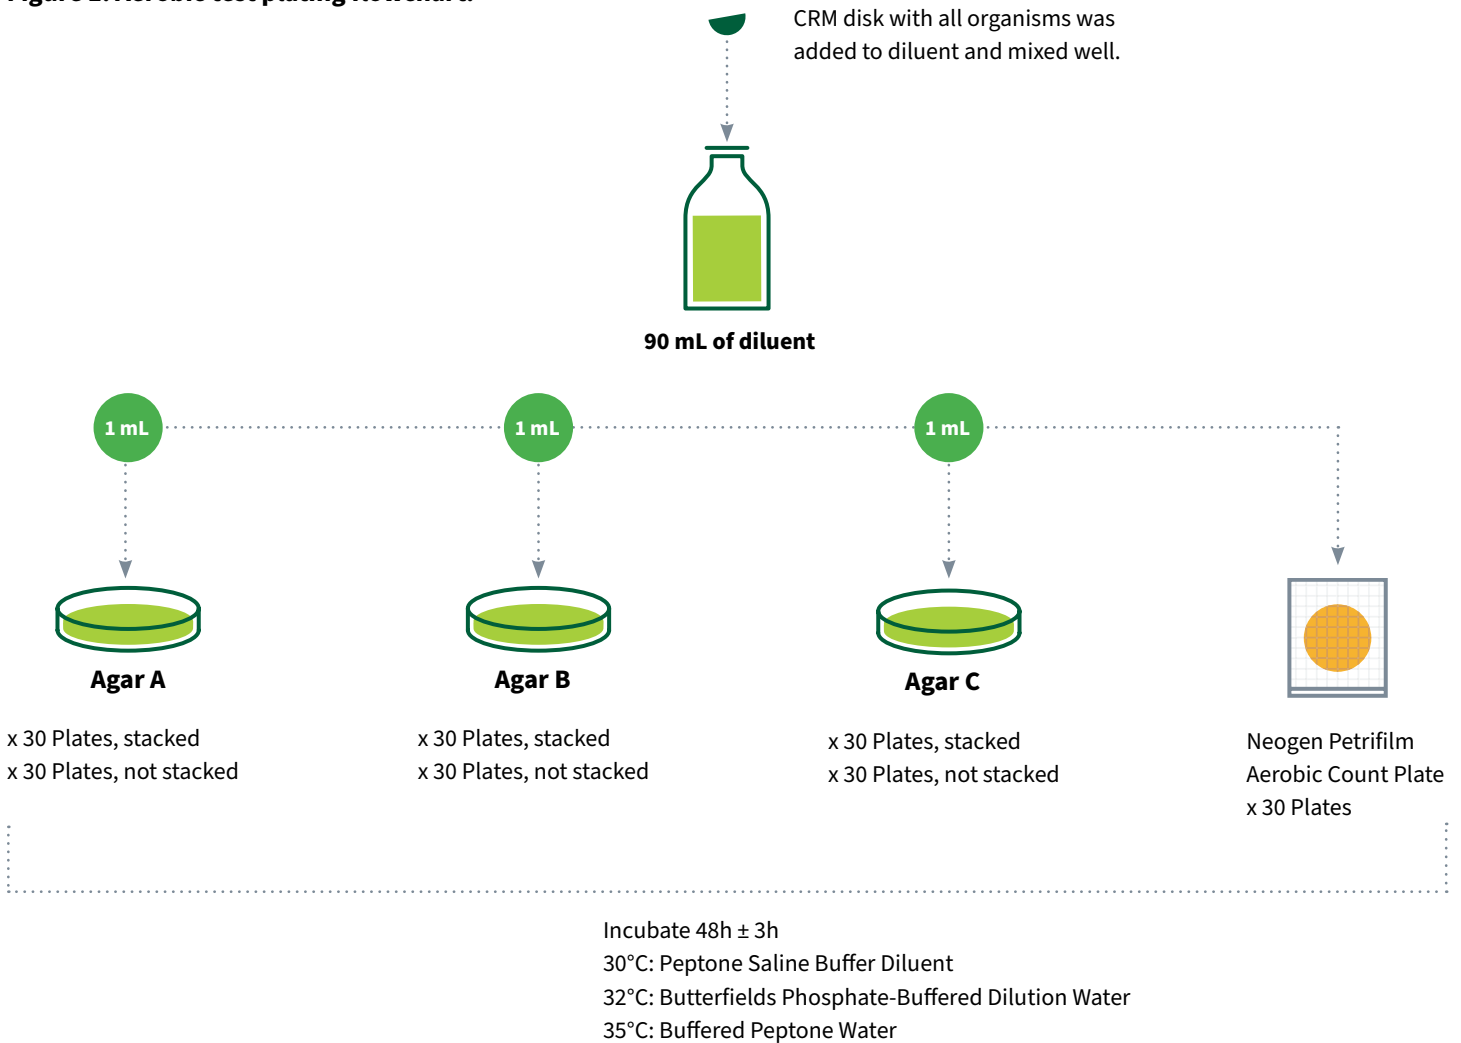 CRM disk with all organisms was
added to diluent and mixed well.
90 mL of diluent
1 mL
1 mL
1 mL
Agar A
x 30 Plates, stacked
x 30 Plates, not stacked
Agar B
x 30 Plates, stacked
x 30 Plates, not stacked
Agar C
x 30 Plates, stacked
x 30 Plates, not stacked
Neogen Petrifilm
Aerobic Count Plate
x 30 Plates
Incubate 48h ± 3h
30°C: Peptone Saline Buffer Diluent
32°C: Butterfields Phosphate-Buffered Dilution Water
35°C: Buffered Peptone Water